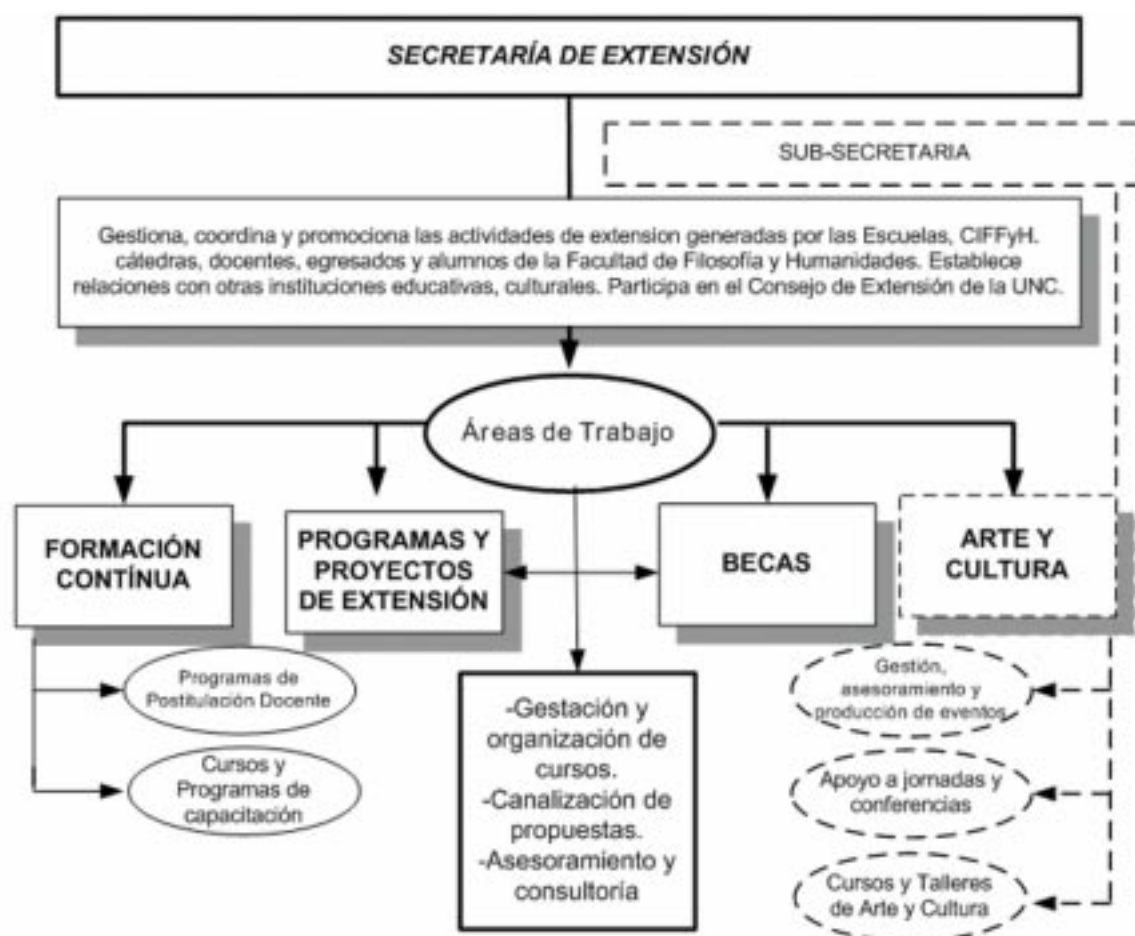 SECRETARÍA DE EXTENSIÓN
SUB-SECRETARIA
Gestiona, coordina y promociona las actividades de extension generadas por las Escuelas, CIFFyH.
cátedras, docentes, egresados y alumnos de la Facultad de Filosofía y Humanidades. Establece
relaciones con otras instituciones educativas, culturales. Participa en el Consejo de Extensión de la UNC.
Áreas de Trabajo
FORMACIÓN
CONTÍNUA
PROGRAMAS Y
PROYECTOS
DE EXTENSIÓN
BECAS
ARTE Y
CULTURA
Programas de
Postitulación Docente
Cursos y
Programas de
capacitación
-Gestación y
organización de
cursos.
-Canalización de
propuestas.
-Asesoramiento y
consultoría
Gestión,
asesoramiento y
producción de eventos
Apoyo a jornadas y
conferencias
Cursos y Talleres
de Arte y Cultura